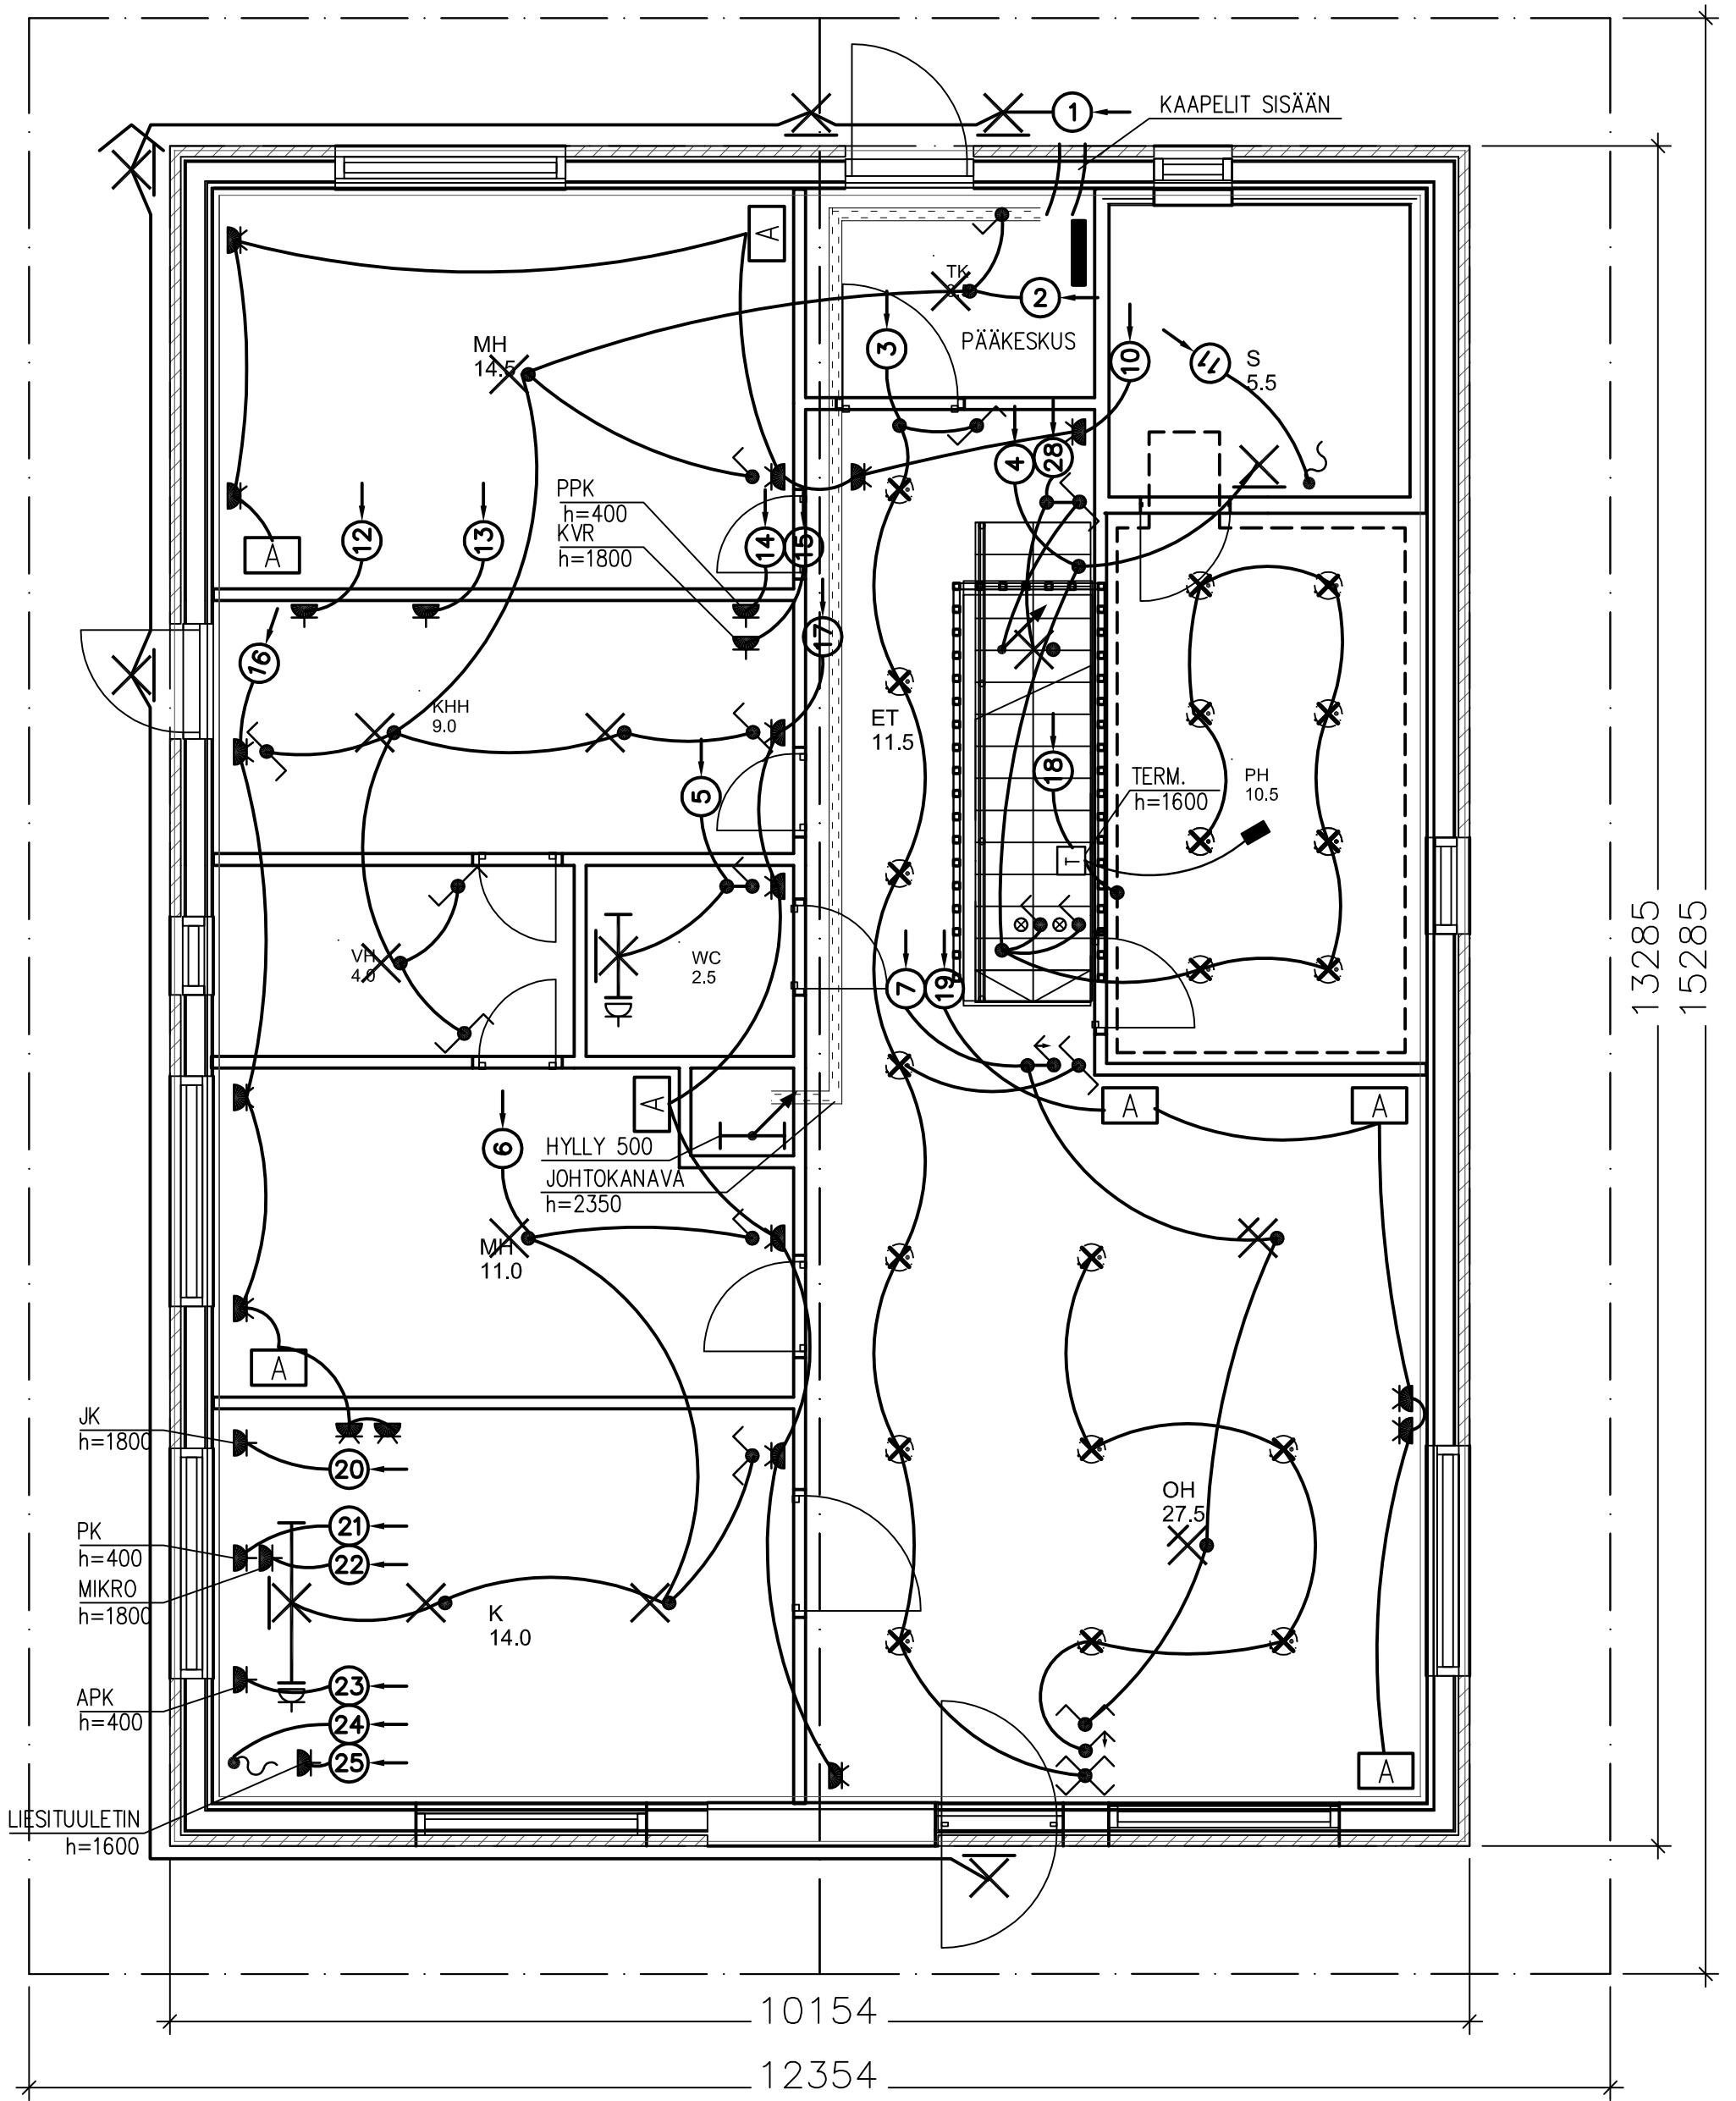 1
KAAPELIT SISÄÄN
A
TK
2
3
PÄÄKESKUS
10
11
S
5.5
MH
14.5
4
28
PPK
h=400
KVR
h=1800
A
12
13
14
15
16
17
KHH
9.0
ET
11.5
5
18
TERM.
h=1600
PH
10.5
T
VH
4.0
WC
2.5
7
19
13285
15285
A
A
A
6
HYLLY 500
JOHTOKANAVA
h=2350
MH
11.0
A
JK
h=1800
20
PK
h=400
MIKRO
h=1800
21
22
OH
27.5
K
14.0
APK
h=400
23
24
25
A
LIESITUULETIN
h=1600
10154
12354